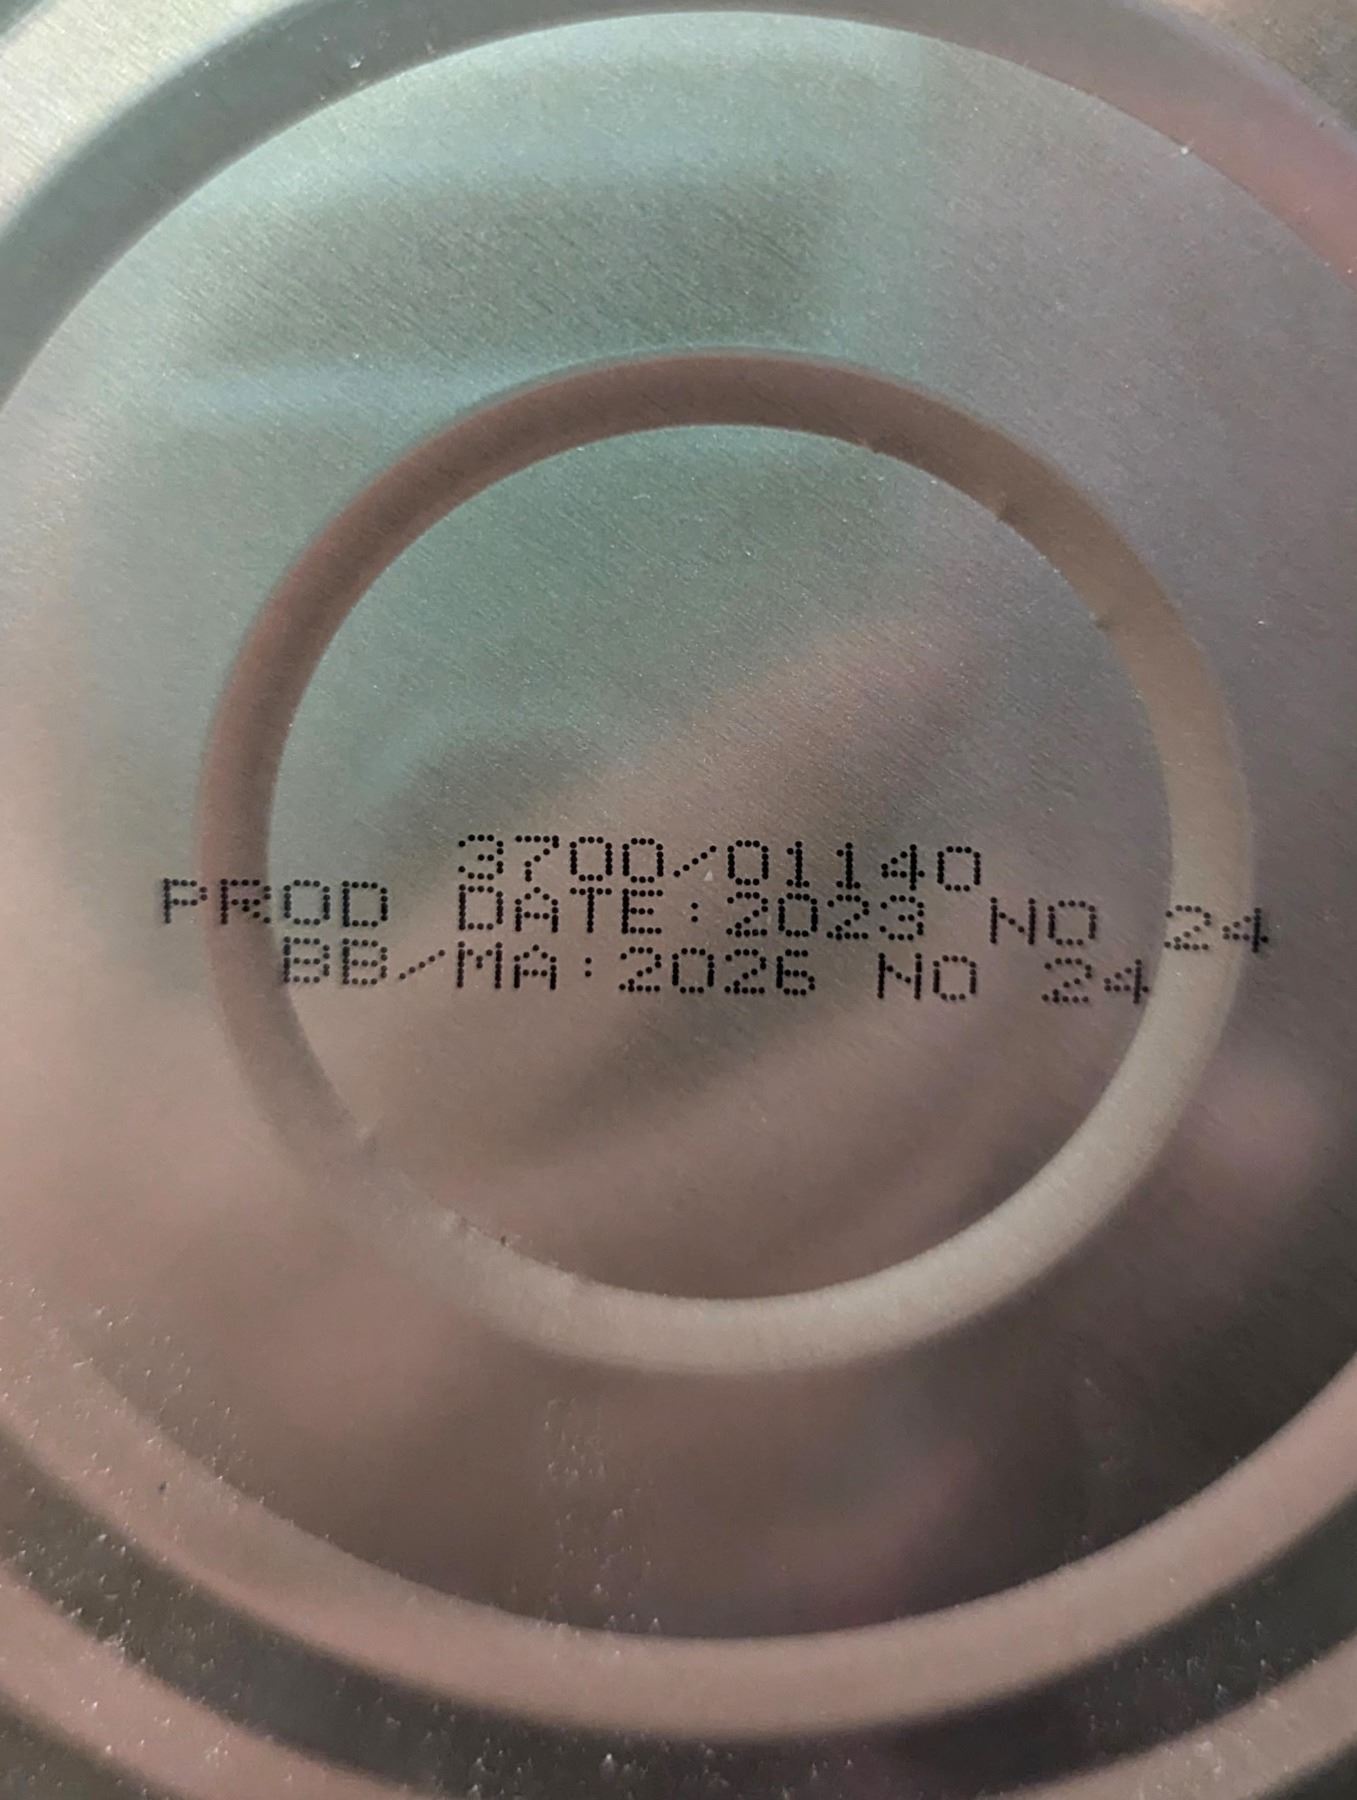 3700/01140
PROD DATE:2023 NO 24
BB/MA:2026 NO 24